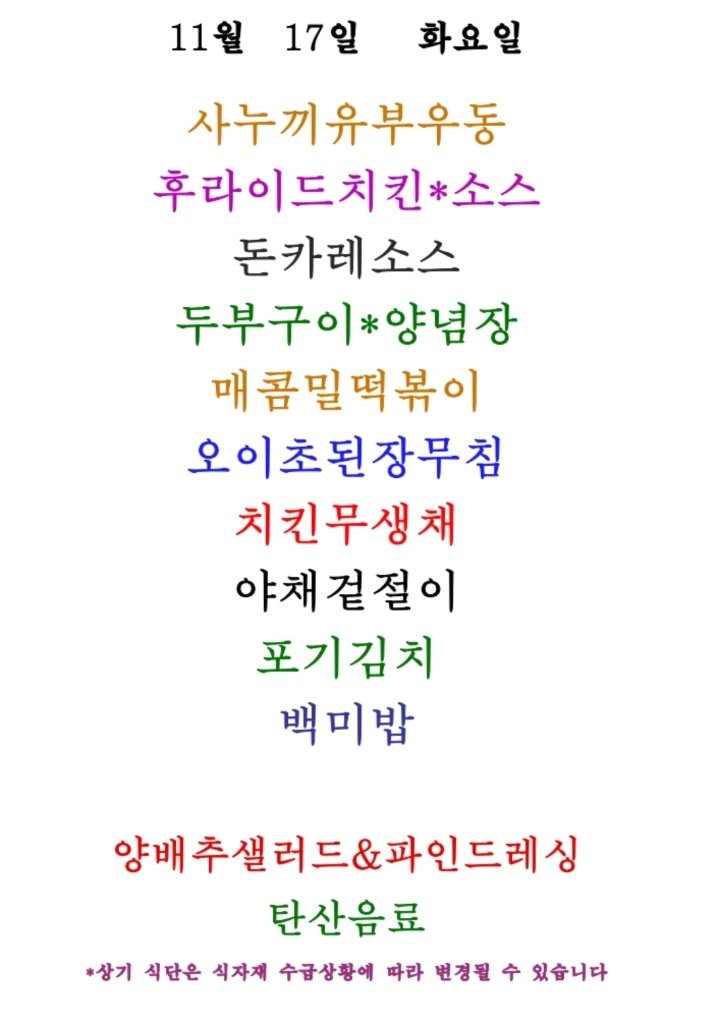 11월 17일 화요일
사누끼유부우동
후라이드치킨*소스
돈카레소스
두부구이*양념장
매콤밀떡볶이
오이초된장무침
치킨무생채
야채겉절이
포기김치
백미밥
양배추샐러드&파인드레싱
탄산음료
*상기 식단은 식자재 수급상황에 따라 변경될 수 있습니다